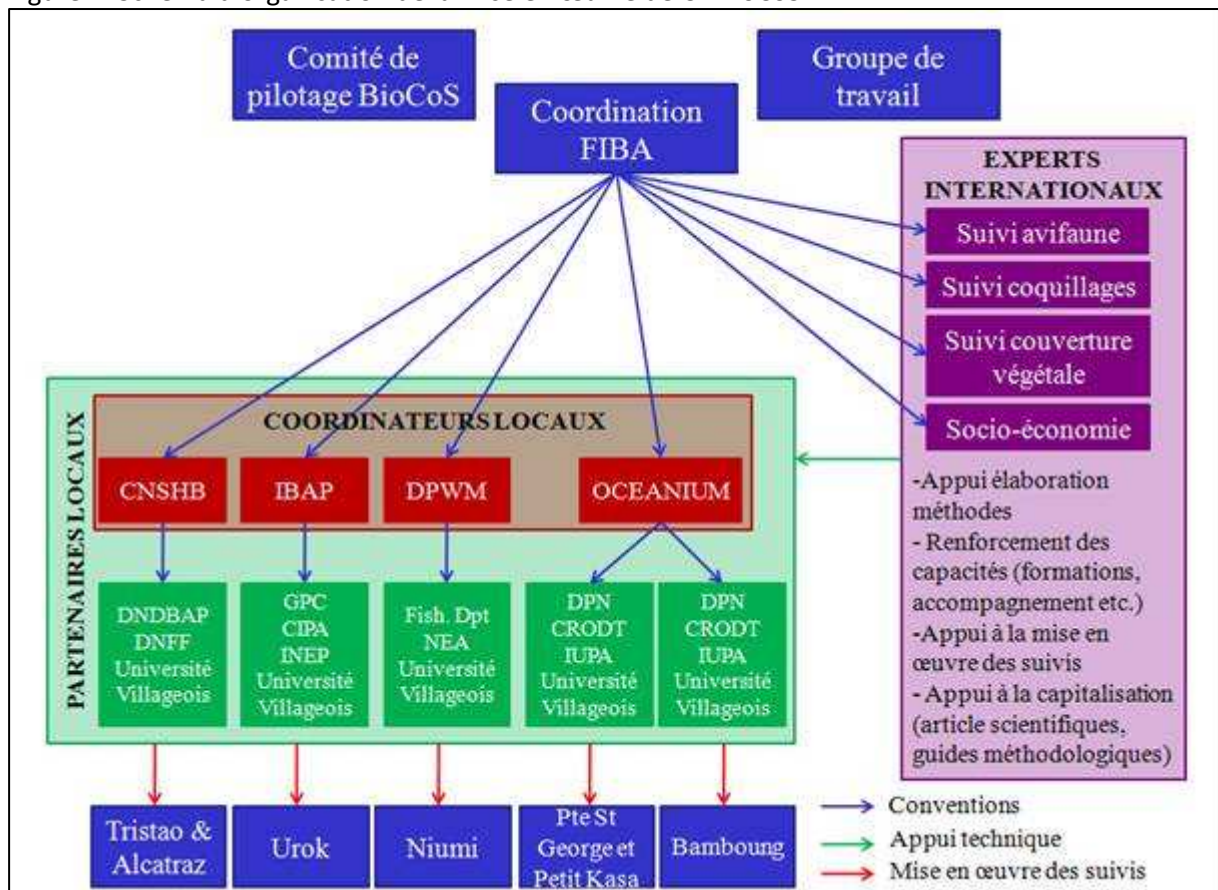 Comité de
pilotage BioCoS
Groupe de
travail
Coordination
FIBA
EXPERTS
INTERNATIONAUX
Suivi avifaune
Suivi coquillages
Suivi couverture
végétale
Socio-économie
-Appui élaboration
méthodes
- Renforcement des
capacités (formations,
accompagnement etc.)
-Appui à la mise en
œuvre des suivis
- Appui à la capitalisation
(article scientifiques,
guides méthodologiques)
PARTENAIRES LOCAUX
COORDINATEURS LOCAUX
CNSHB
IBAP
DPWM
OCEANIUM
DNDBAP
DNFF
Université
Villageois
GPC
CIPA
INEP
Université
Villageois
Fish. Dpt
NEA
Université
Villageois
DPN
CRODT
IUPA
Université
Villageois
DPN
CRODT
IUPA
Université
Villageois
Tristao &
Alcatraz
Urok
Niumi
Pte St
George et
Petit Kasa
Bamboung
Conventions
Appui technique
Mise en œuvre des suivis